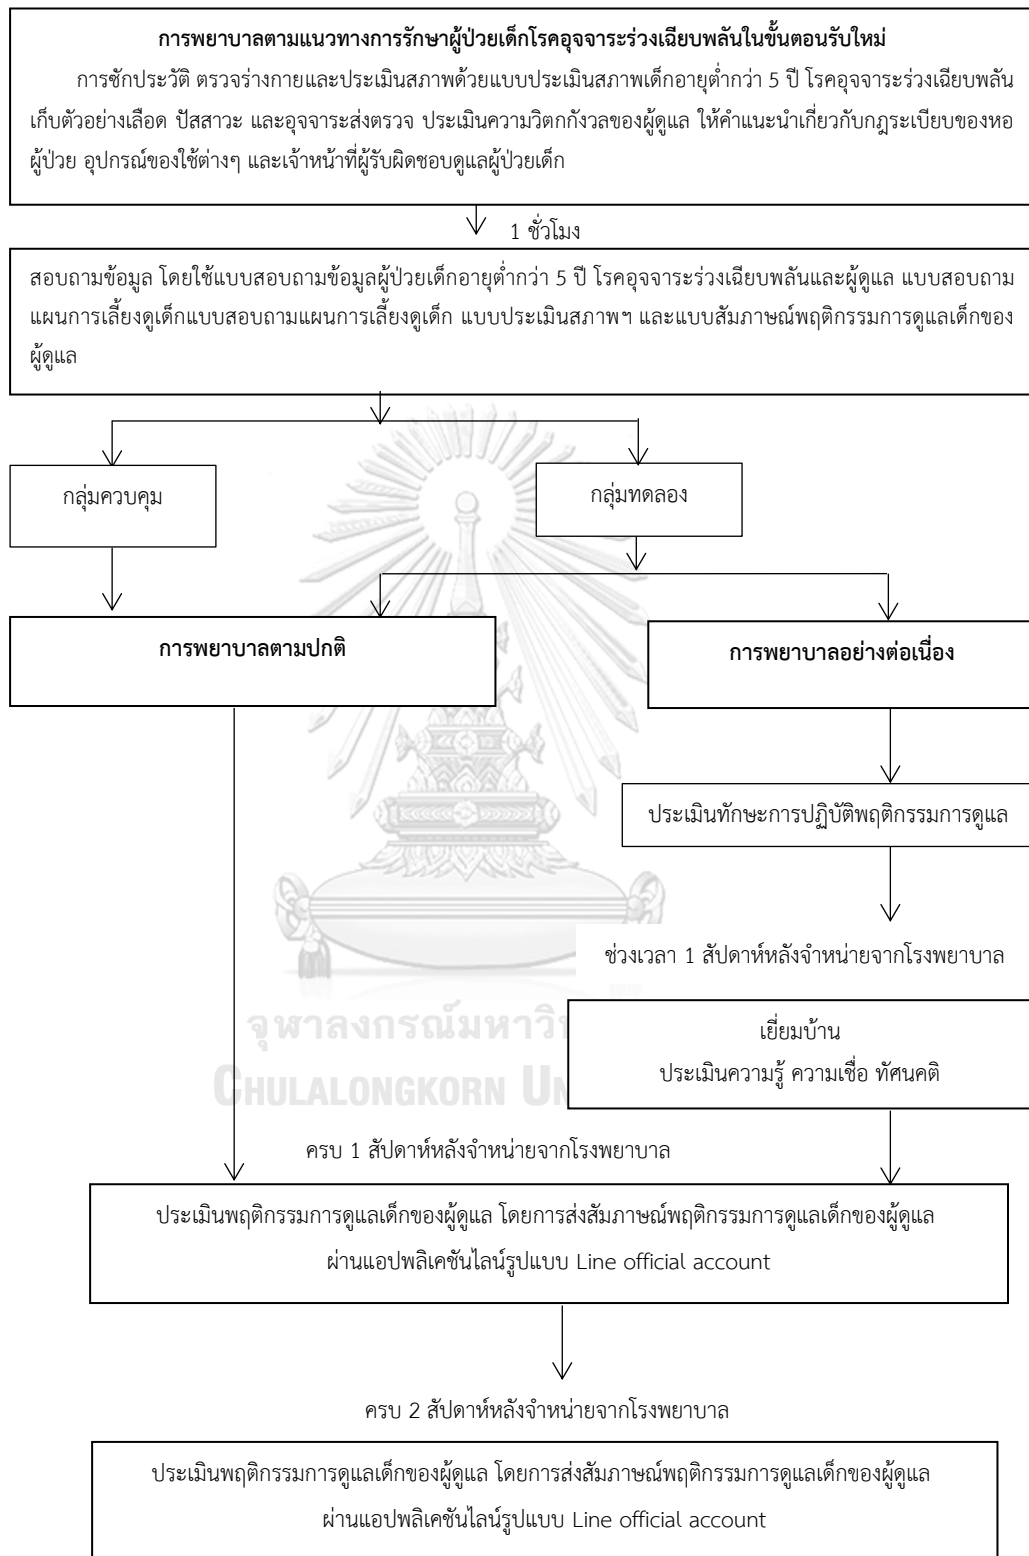 การพยาบาลตามแนวทางการรักษาผู้ป่วยเด็กโรคอุจจาระร่วงเฉียบพลันในขั้นตอนรับใหม่
การซักประวัติ ตรวจร่างกายและประเมินสภาพด้วยแบบประเมินสภาพเด็กอายุต่ำกว่า 5 ปี โรคอุจจาระร่วงเฉียบพลัน
เก็บตัวอย่างเลือด ปัสสาวะ และอุจจาระส่งตรวจ ประเมินความวิตกกังวลของผู้ดูแล ให้คำแนะนำเกี่ยวกับกฎระเบียบของหอ
ผู้ป่วย อุปกรณ์ของใช้ต่างๆ และเจ้าหน้าที่ผู้รับผิดชอบดูแลผู้ป่วยเด็ก
1 ชั่วโมง
สอบถามข้อมูล โดยใช้แบบสอบถามข้อมูลผู้ป่วยเด็กอายุต่ำกว่า 5 ปี โรคอุจจาระร่วงเฉียบพลันและผู้ดูแล แบบสอบถาม
แผนการเลี้ยงดูเด็กแบบสอบถามแผนการเลี้ยงดูเด็ก แบบประเมินสภาพฯ และแบบสัมภาษณ์พฤติกรรมการดูแลเด็กของ
ผู้ดูแล
กลุ่มควบคุม
กลุ่มทดลอง
การพยาบาลตามปกติ
การพยาบาลอย่างต่อเนื่อง
ประเมินทักษะการปฏิบัติพฤติกรรมการดูแล
ช่วงเวลา 1 สัปดาห์หลังจำหน่ายจากโรงพยาบาล
เยี่ยมบ้าน
ประเมินความรู้ ความเชื่อ ทัศนคติ
จุฬาลงกรณ์มหาวิ
CHULALONGKORN UN
ครบ 1 สัปดาห์หลังจำหน่ายจากโรงพยาบาล
ประเมินพฤติกรรมการดูแลเด็กของผู้ดูแล โดยการส่งสัมภาษณ์พฤติกรรมการดูแลเด็กของผู้ดูแล
ผ่านแอปพลิเคชันไลน์รูปแบบ Line official account
ครบ 2 สัปดาห์หลังจำหน่ายจากโรงพยาบาล
ประเมินพฤติกรรมการดูแลเด็กของผู้ดูแล โดยการส่งสัมภาษณ์พฤติกรรมการดูแลเด็กของผู้ดูแล
ผ่านแอปพลิเคชันไลน์รูปแบบ Line official account